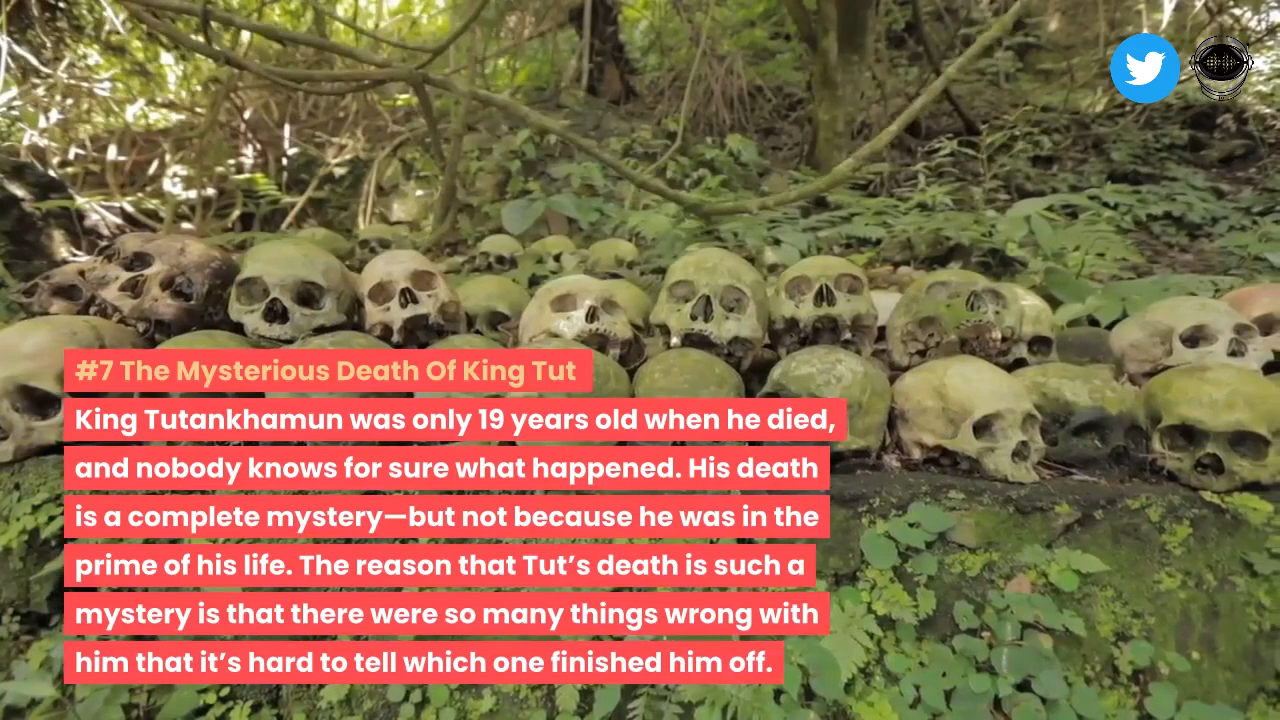 #7 The Mysterious Death Of King Tut
King Tutankhamun was only 19 years old when he died,
and nobody knows for sure what happened. His death
is a complete mystery—but not because he was in the
prime of his life. The reason that Tut’s death is such a
mystery is that there were so many things wrong with
him that it’s hard to tell which one finished him off.